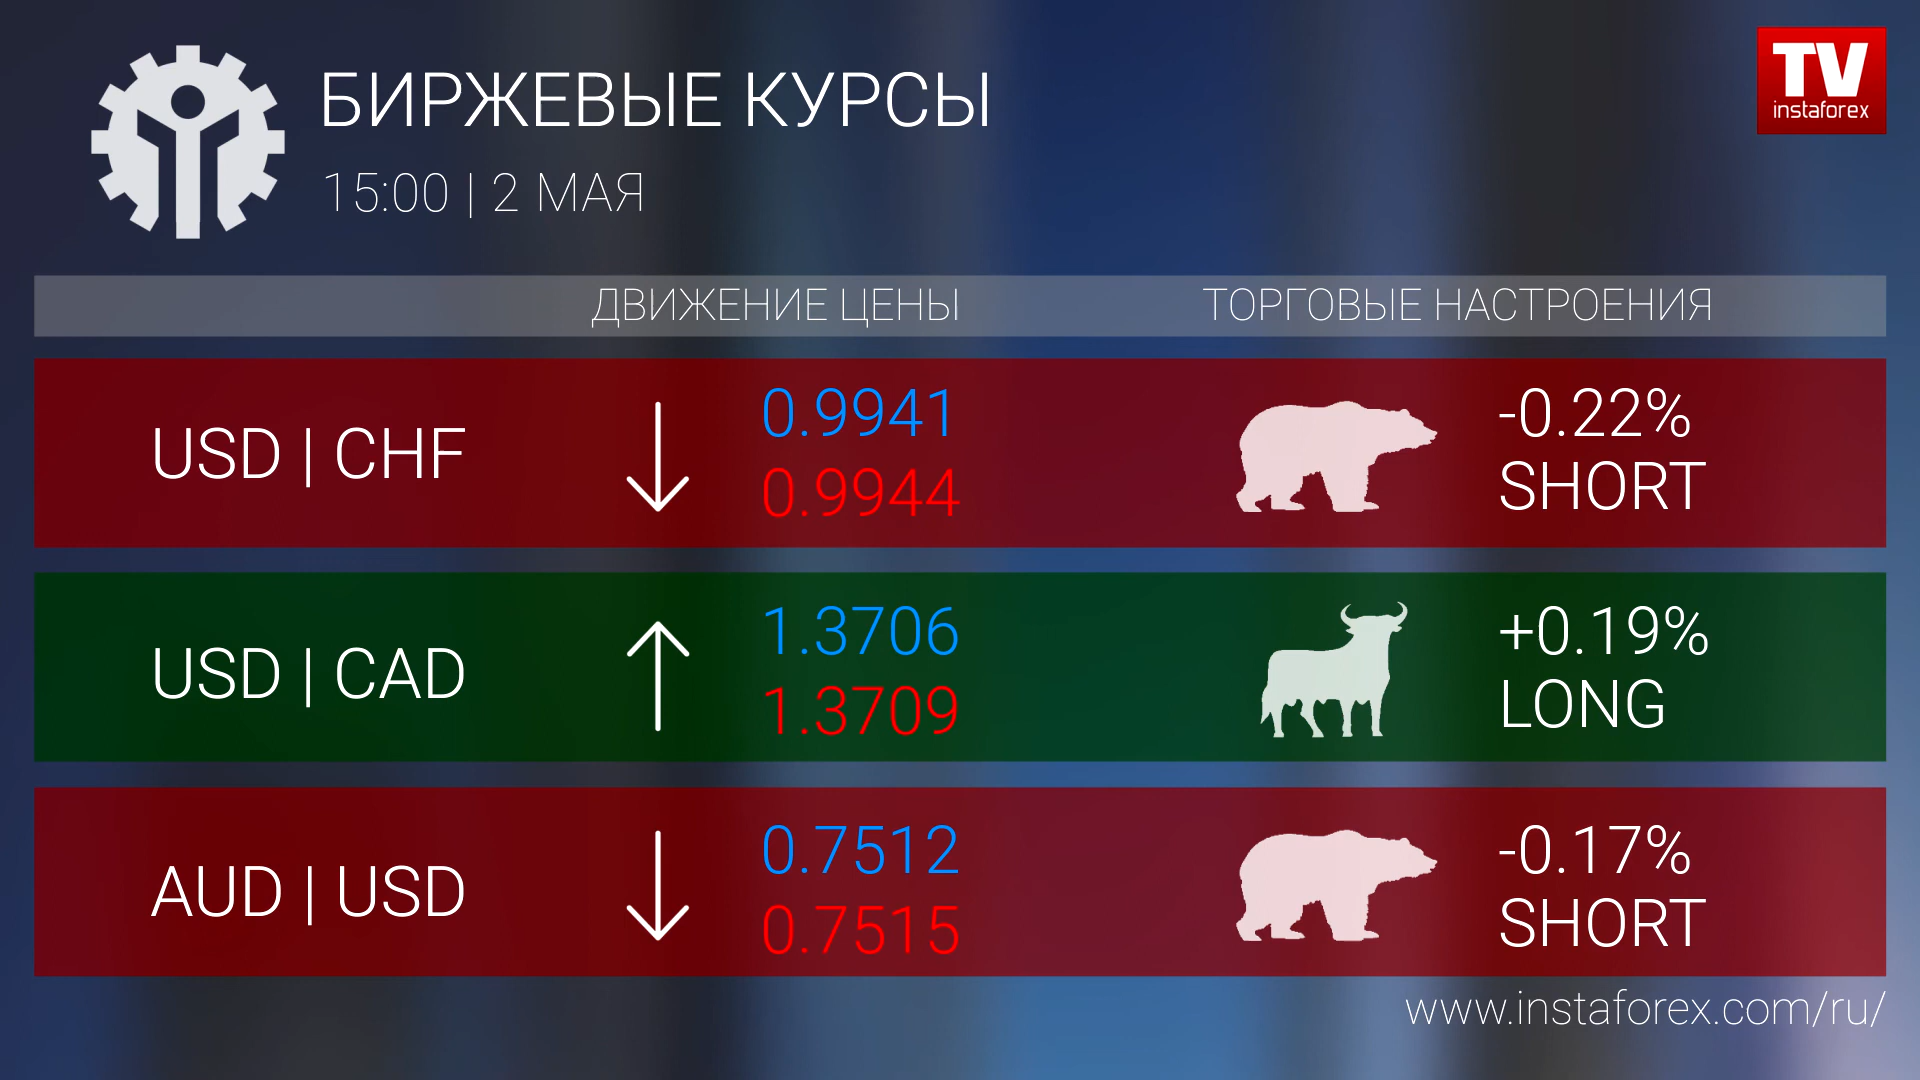 БИРЖЕВЫЕ КУРСЫ
15:00 | 2 МАЯ
TV
instaforex
ДВИЖЕНИЕ ЦЕНЫ
ТОРГОВЫЕ НАСТРОЕНИЯ
USD | CHF
0.9941
0.9944
-0.22%
SHORT
USD | CAD
1.3706
1.3709
+0.19%
LONG
AUD | USD
0.7512
0.7515
-0.17%
SHORT
www.instaforex.com/ru/